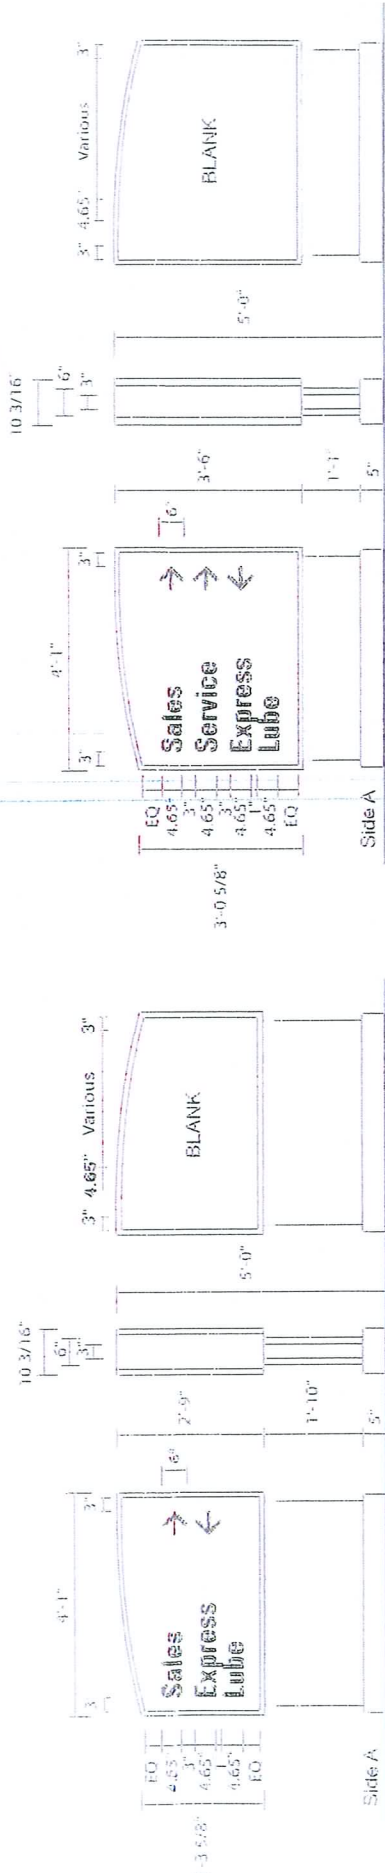 4'-1"
3"
3"
10 3/16"
6"
3"
3" 4.65" Various 3"
EQ
4.65"
3"
4.65"
1"
4.65"
EQ
Sales
Express
Lube
6"
2'-9"
1'-10"
5"
5'-0"
BLANK
Side A
4'-1"
3"
3"
10 3/16"
6"
3"
3" 4.65" Various 3"
3'-0 5/8"
EQ
4.65"
3"
4.65"
3"
4.65"
1"
4.65"
EQ
Sales
Service
Express
Lube
6"
3'-6"
1'-1"
5"
5'-0"
BLANK
Side A